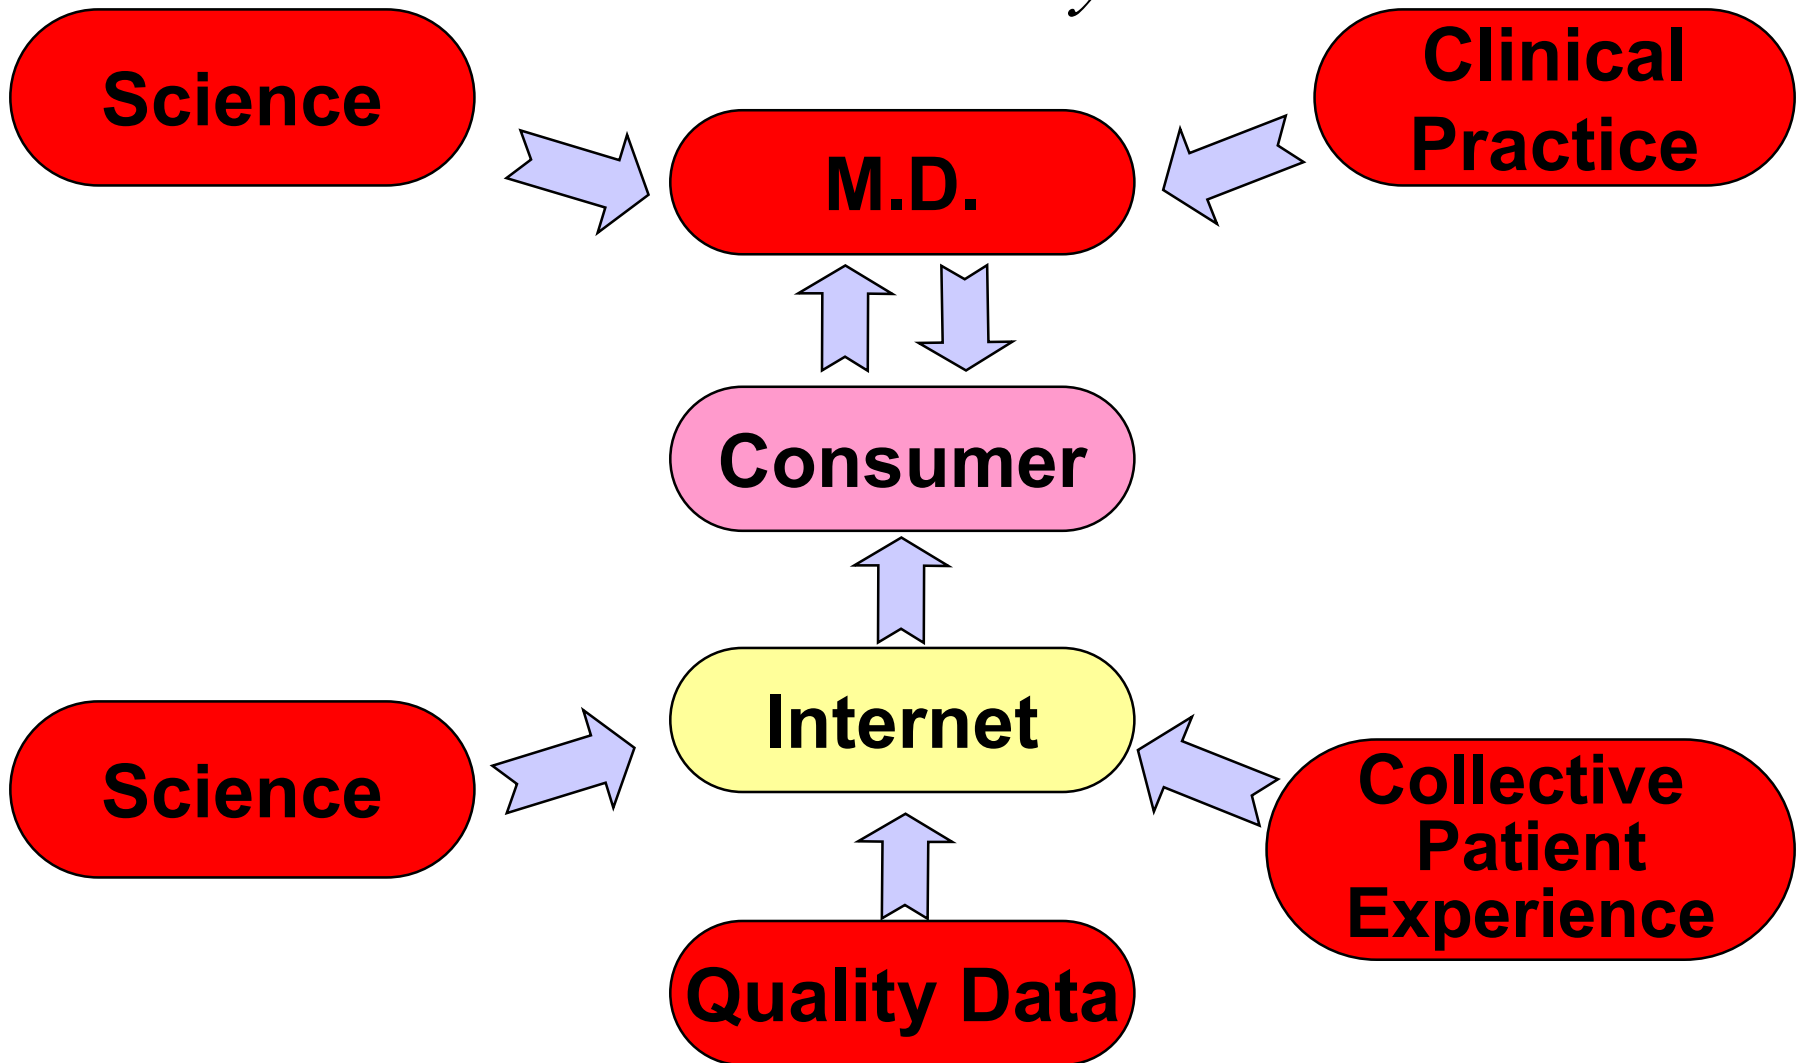 Science
Clinical
Practice
M.D.
Consumer
Internet
Science
Collective
Patient
Experience
Quality Data